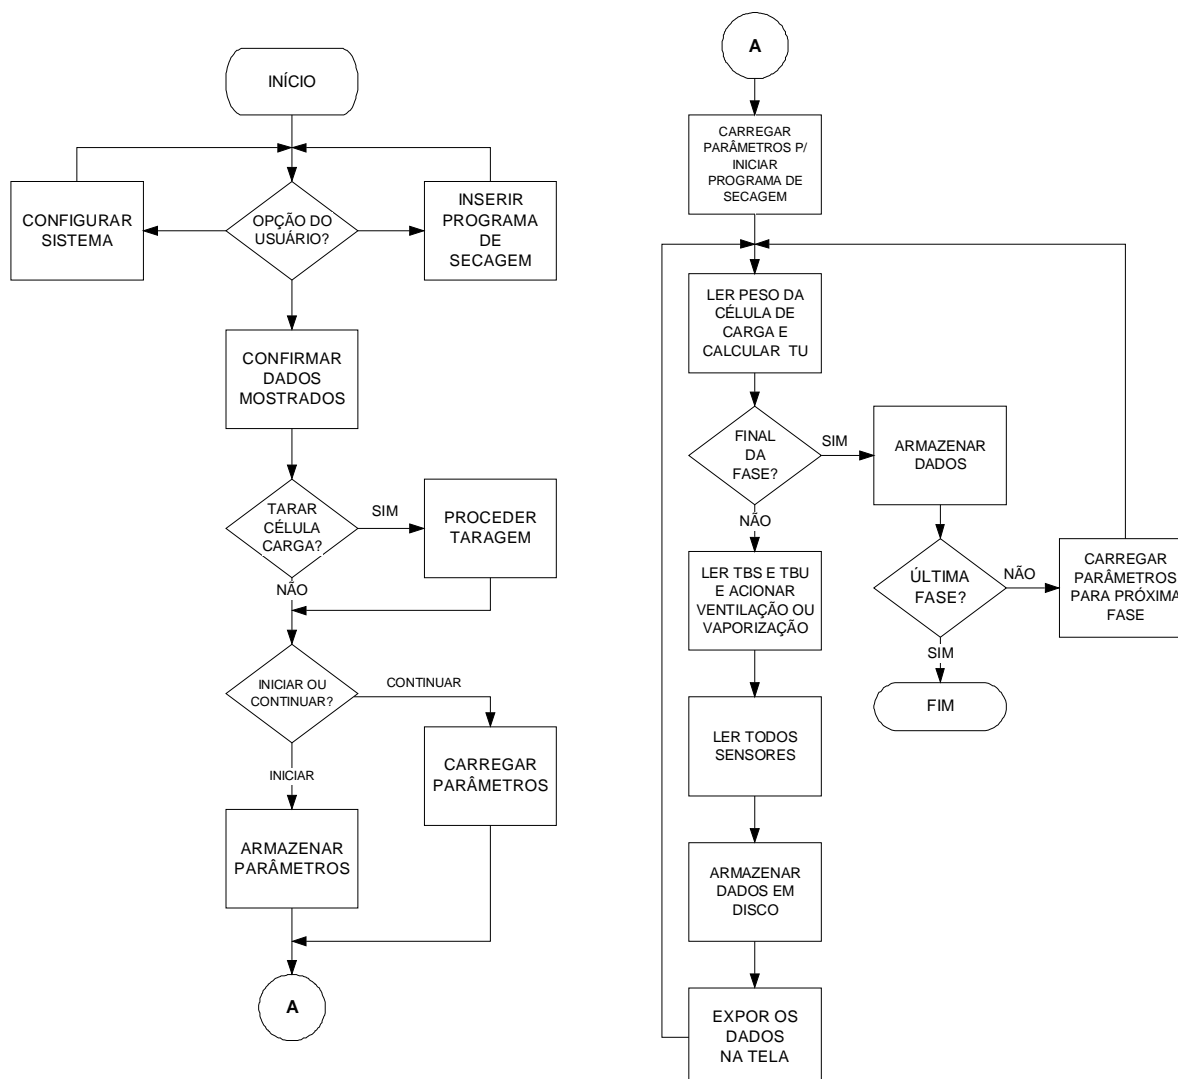 INÍCIO
CONFIGURAR
SISTEMA
OPÇÃO DO
USUÁRIO?
INSERIR
PROGRAMA
DE
SECAGEM
CONFIRMAR
DADOS
MOSTRADOS
TARAR
CÉLULA
CARGA?
SIM
PROCEDER
TARAGEM
NÃO
INICIAR OU
CONTINUAR?
CONTINUAR
CARREGAR
PARÂMETROS
INICIAR
ARMAZENAR
PARÂMETROS
A
A
CARREGAR
PARÂMETROS P/
INICIAR
PROGRAMA DE
SECAGEM
LER PESO DA
CÉLULA DE
CARGA E
CALCULAR TU
FINAL
DA
FASE?
SIM
ARMAZENAR
DADOS
NÃO
LER TBS E TBU
E ACIONAR
VENTILAÇÃO OU
VAPORIZAÇÃO
ÚLTIMA
FASE?
NÃO
CARREGAR
PARÂMETROS
PARA PRÓXIMA
FASE
SIM
FIM
LER TODOS
SENSORES
ARMAZENAR
DADOS EM
DISCO
EXPOR OS
DADOS
NA TELA